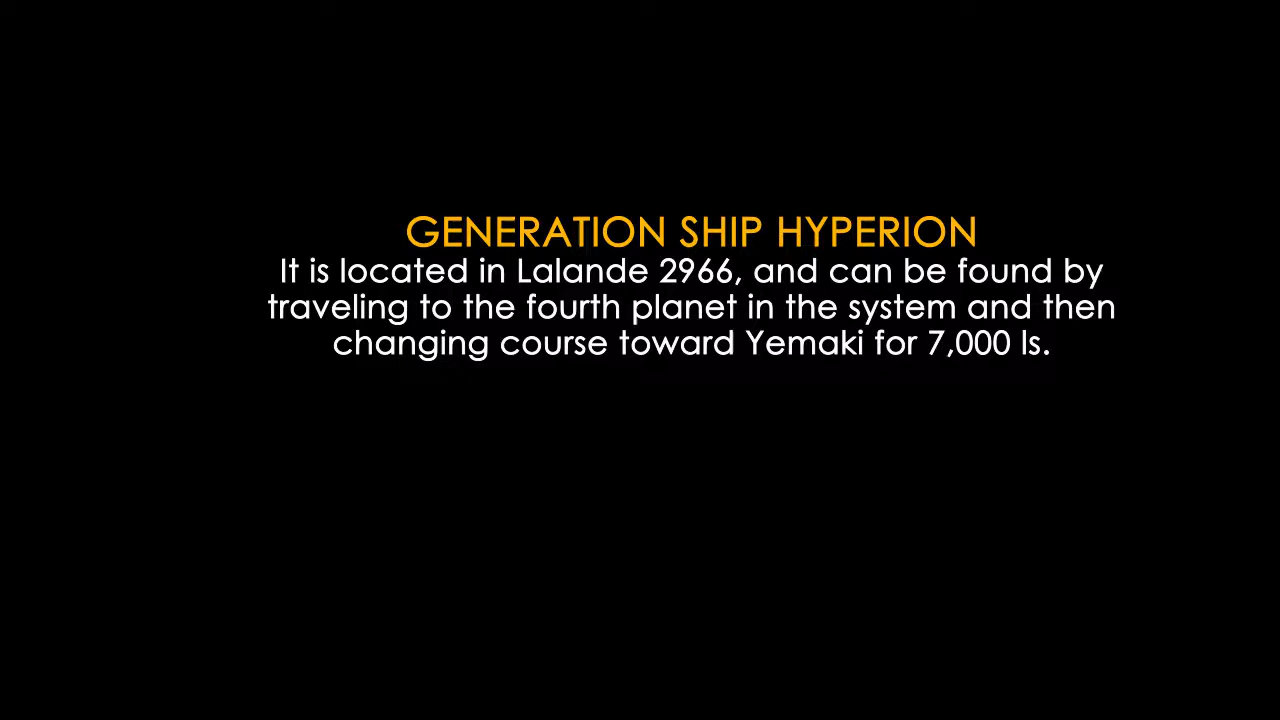 GENERATION SHIP HYPERION
It is located in Lalande 2966, and can be found by
traveling to the fourth planet in the system and then
changing course toward Yemaki for 7,000 ls.